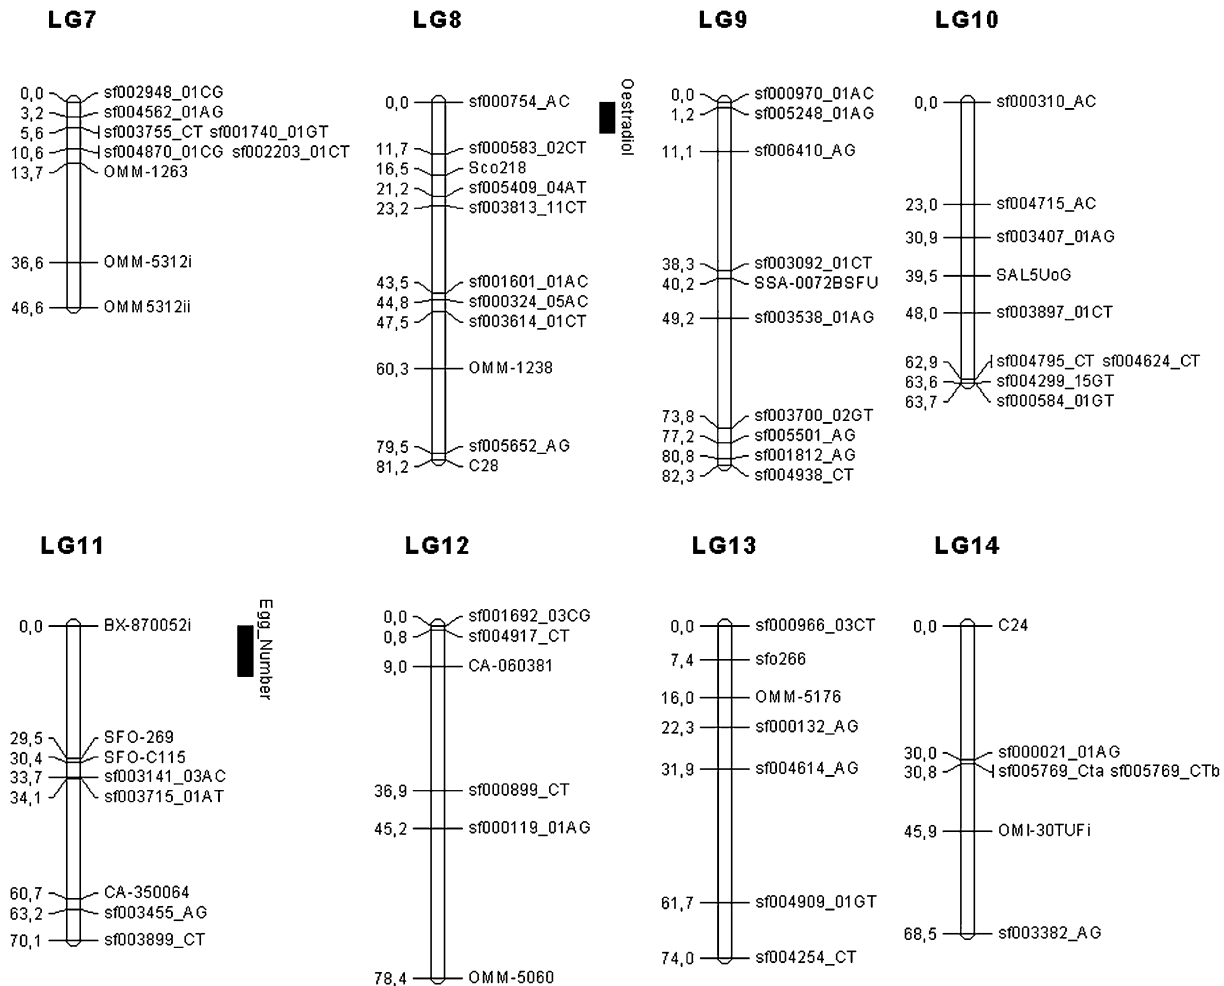 LG7
0,0 sf002948_01CG
3,2 sf004562_01AG
5,6 sf003755_CT sf001740_01GT
10,6 sf004870_01CG sf002203_01CT
13,7 OMM-1263
36,6 OMM-5312i
46,6 OMM5312ii
LG8
0,0 sf000754_AC
11,7 sf000583_02CT
16,5 Sco218
21,2 sf005409_04AT
23,2 sf003813_11CT
43,5 sf001601_01AC
44,8 sf000324_05AC
47,5 sf003614_01CT
60,3 OMM-1238
79,5 sf005652_AG
81,2 C28
Oestradiol
LG9
0,0 sf000970_01AC
1,2 sf005248_01AG
11,1 sf006410_AG
38,3 sf003092_01CT
40,2 SSA-0072BSFU
49,2 sf003538_01AG
73,8 sf003700_02GT
77,2 sf005501_AG
80,8 sf001812_AG
82,3 sf004938_CT
LG10
0,0 sf000310_AC
23,0 sf004715_AC
30,9 sf003407_01AG
39,5 SAL5UoG
48,0 sf003897_01CT
62,9 sf004795_CT sf004624_CT
63,6 sf004299_15GT
63,7 sf000584_01GT
LG11
0,0 BX-870052i
29,5 SFO-269
30,4 SFO-C115
33,7 sf003141_03AC
34,1 sf003715_01AT
60,7 CA-350064
63,2 sf003455_AG
70,1 sf003899_CT
Egg_Number
LG12
0,0 sf001692_03CG
0,8 sf004917_CT
9,0 CA-060381
36,9 sf000899_CT
45,2 sf000119_01AG
78,4 OMM-5060
LG13
0,0 sf000966_03CT
7,4 sfo266
16,0 OMM-5176
22,3 sf000132_AG
31,9 sf004614_AG
61,7 sf004909_01GT
74,0 sf004254_CT
LG14
0,0 C24
30,0 sf000021_01AG
30,8 sf005769_Cta sf005769_CTb
45,9 OMI-30TUFi
68,5 sf003382_AG